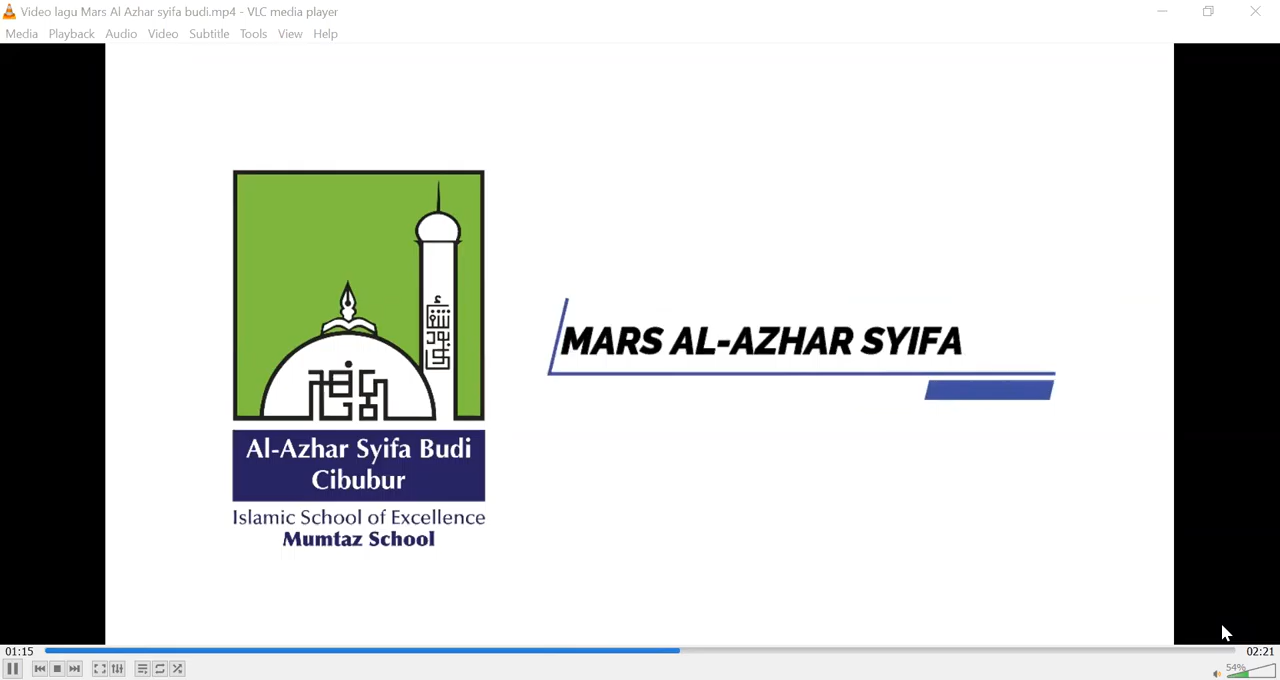 Video lagu Mars Al Azhar syifa budi.mp4 - VLC media player
Media Playback Audio Video Subtitle Tools View Help
MARS AL-AZHAR SYIFA
Al-Azhar Syifa Budi
Cibubur
Islamic School of Excellence
Mumtaz School
01:15
02:21
54%